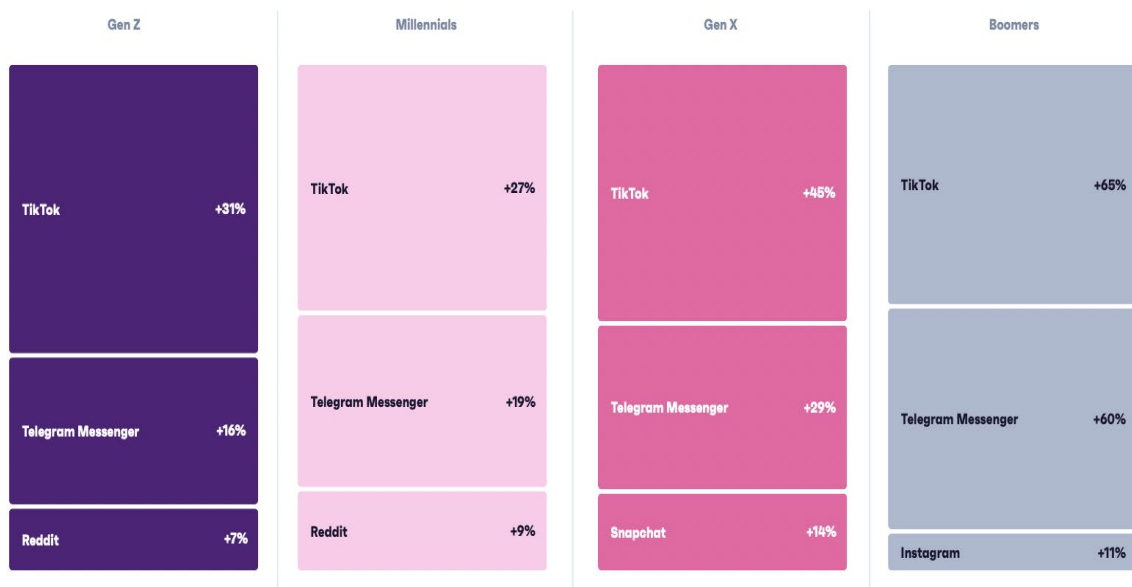 Gen Z
TikTok +31%
Telegram Messenger +16%
Reddit +7%
Millennials
TikTok +27%
Telegram Messenger +19%
Reddit +9%
Gen X
TikTok +45%
Telegram Messenger +29%
Snapchat +14%
Boomers
TikTok +65%
Telegram Messenger +60%
Instagram +11%